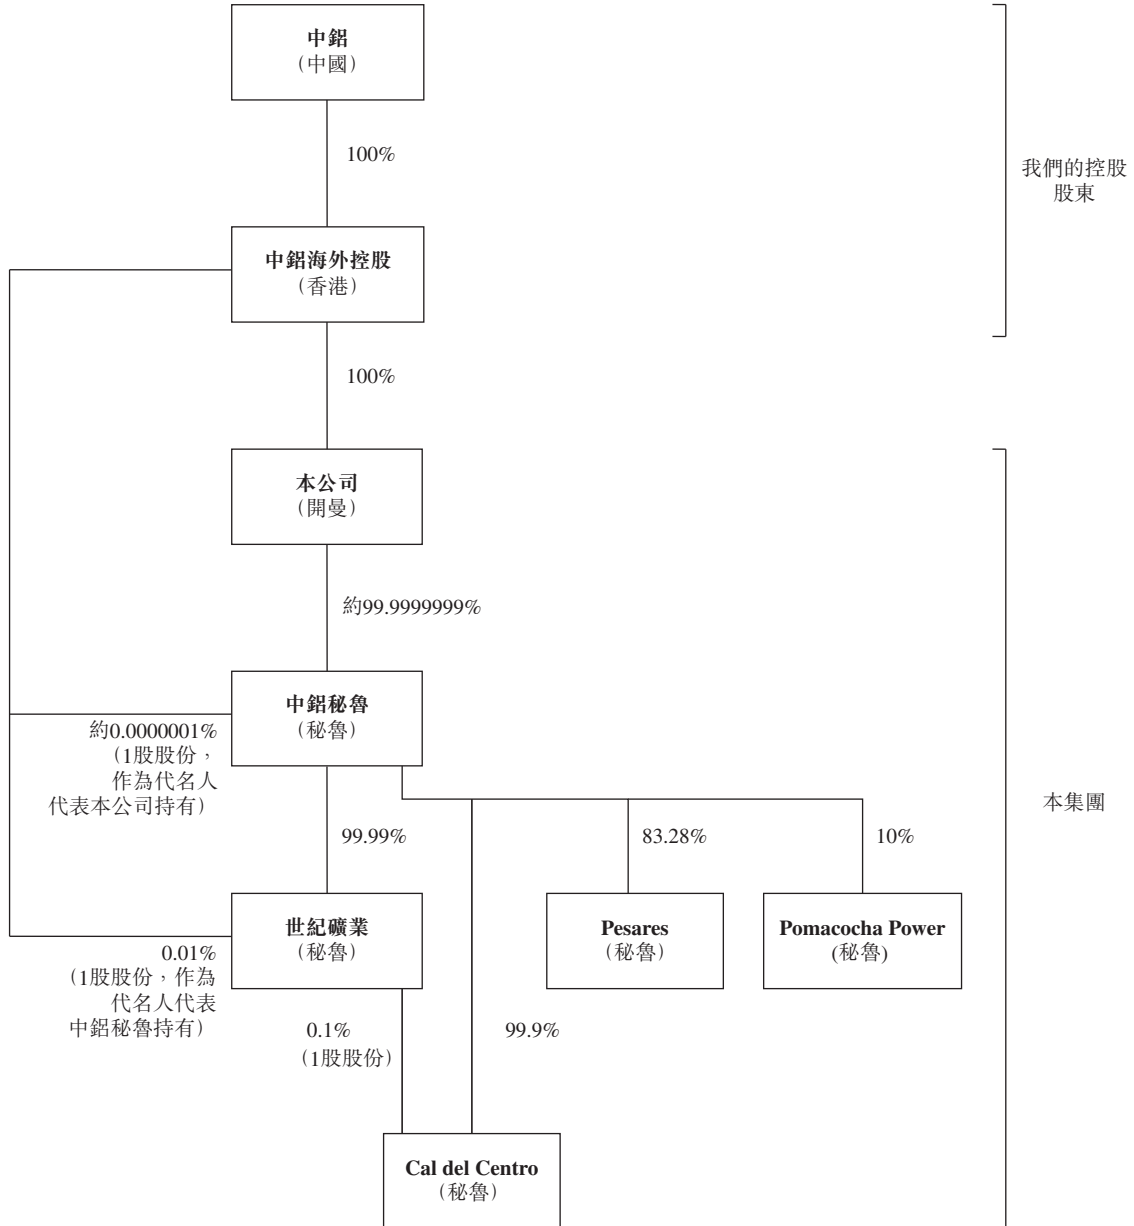 中鋁
（中國）
100%
我們的控股
股東
中鋁海外控股
（香港）
100%
本公司
（開曼）
約99.9999999%
中鋁秘魯
（秘魯）
約0.0000001%
（1股股份，
作為代名人
代表本公司持有）
本集團
99.99%
83.28%
10%
世紀礦業
（秘魯）
Pesares
（秘魯）
Pomacocha Power
(秘魯)
0.01%
（1股股份，作為
代名人代表
中鋁秘魯持有）
0.1%
（1股股份）
99.9%
Cal del Centro
（秘魯）